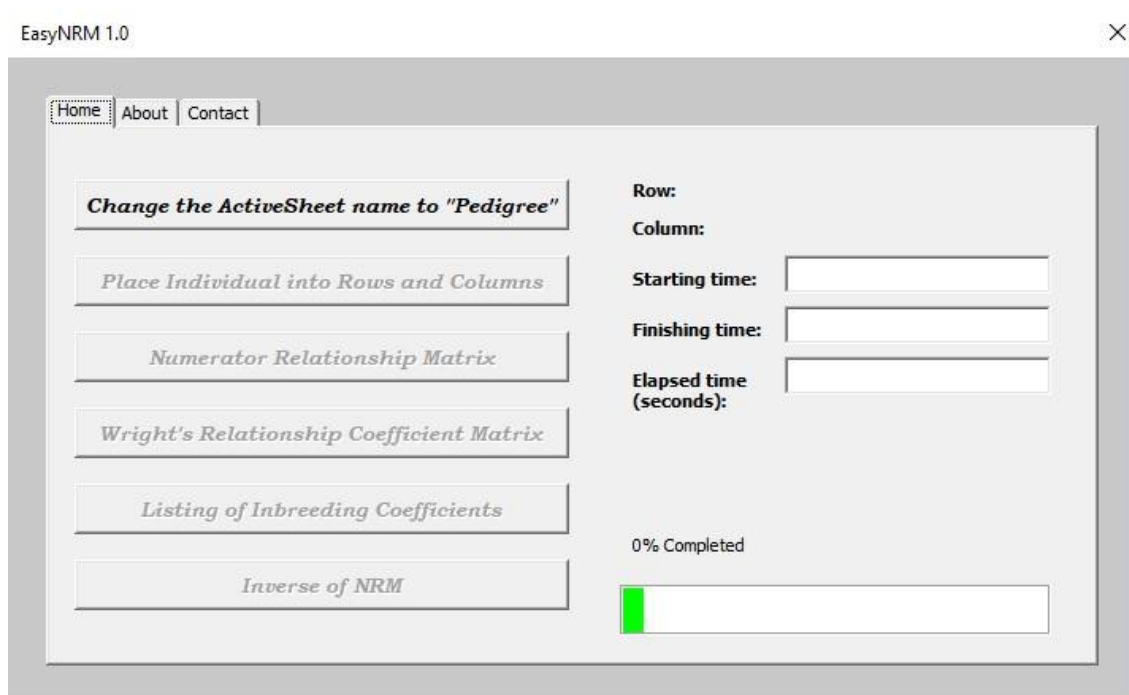 EasyNRM 1.0
Home
About
Contact
Change the ActiveSheet name to "Pedigree"
Place Individual into Rows and Columns
Numerator Relationship Matrix
Wright's Relationship Coefficient Matrix
Listing of Inbreeding Coefficients
Inverse of NRM
Row:
Column:
Starting time:
Finishing time:
Elapsed time
(seconds):
0% Completed